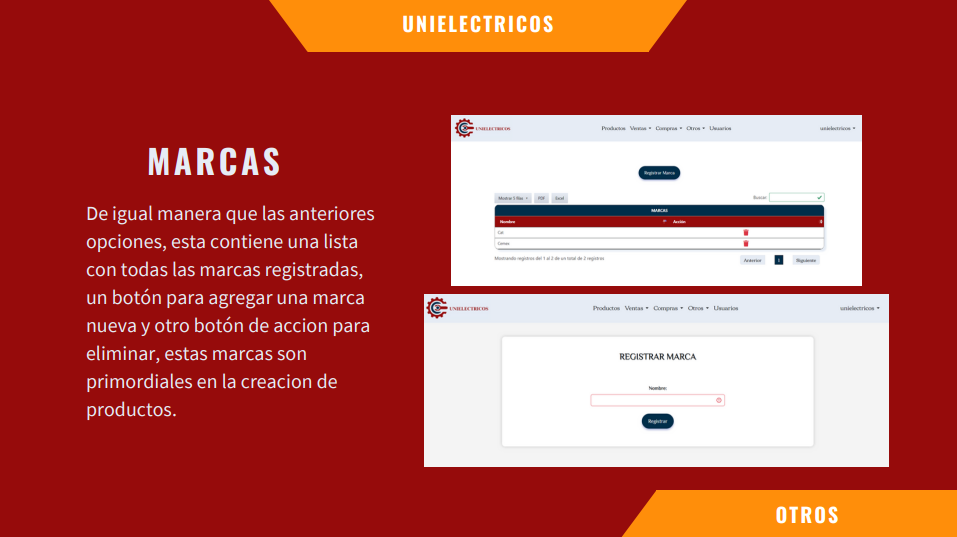 UNIELECTRICOS
MARCAS
De igual manera que las anteriores
opciones, esta contiene una lista
con todas las marcas registradas,
un botón para agregar una marca
nueva y otro botón de accion para
eliminar, estas marcas son
primordiales en la creacion de
productos.
UNIELECTRICOS Productos Ventas Compras Otros Usuarios unielectricos
Registrar Marca
Mostrar 5 filas PDF Excel Buscar:
MARCAS
Nombre Acción
Cat
Correa
Mostrando registros del 1 al 2 de un total de 2 registros Anterior 1 Siguiente
UNIELECTRICOS Productos Ventas Compras Otros Usuarios unielectricos
REGISTRAR MARCA
Nombre:
Registrar
OTROS